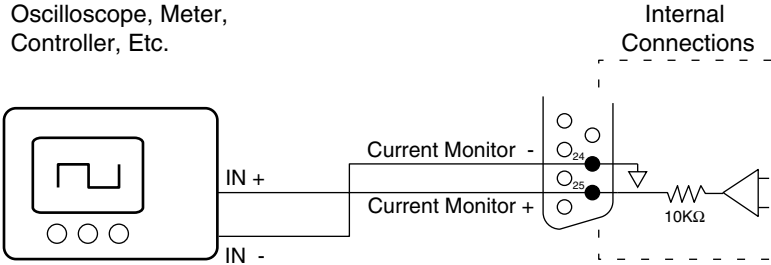 Oscilloscope, Meter,
Controller, Etc.
Internal
Connections
Current Monitor -
24
IN +
25
Current Monitor +
10KΩ
IN -